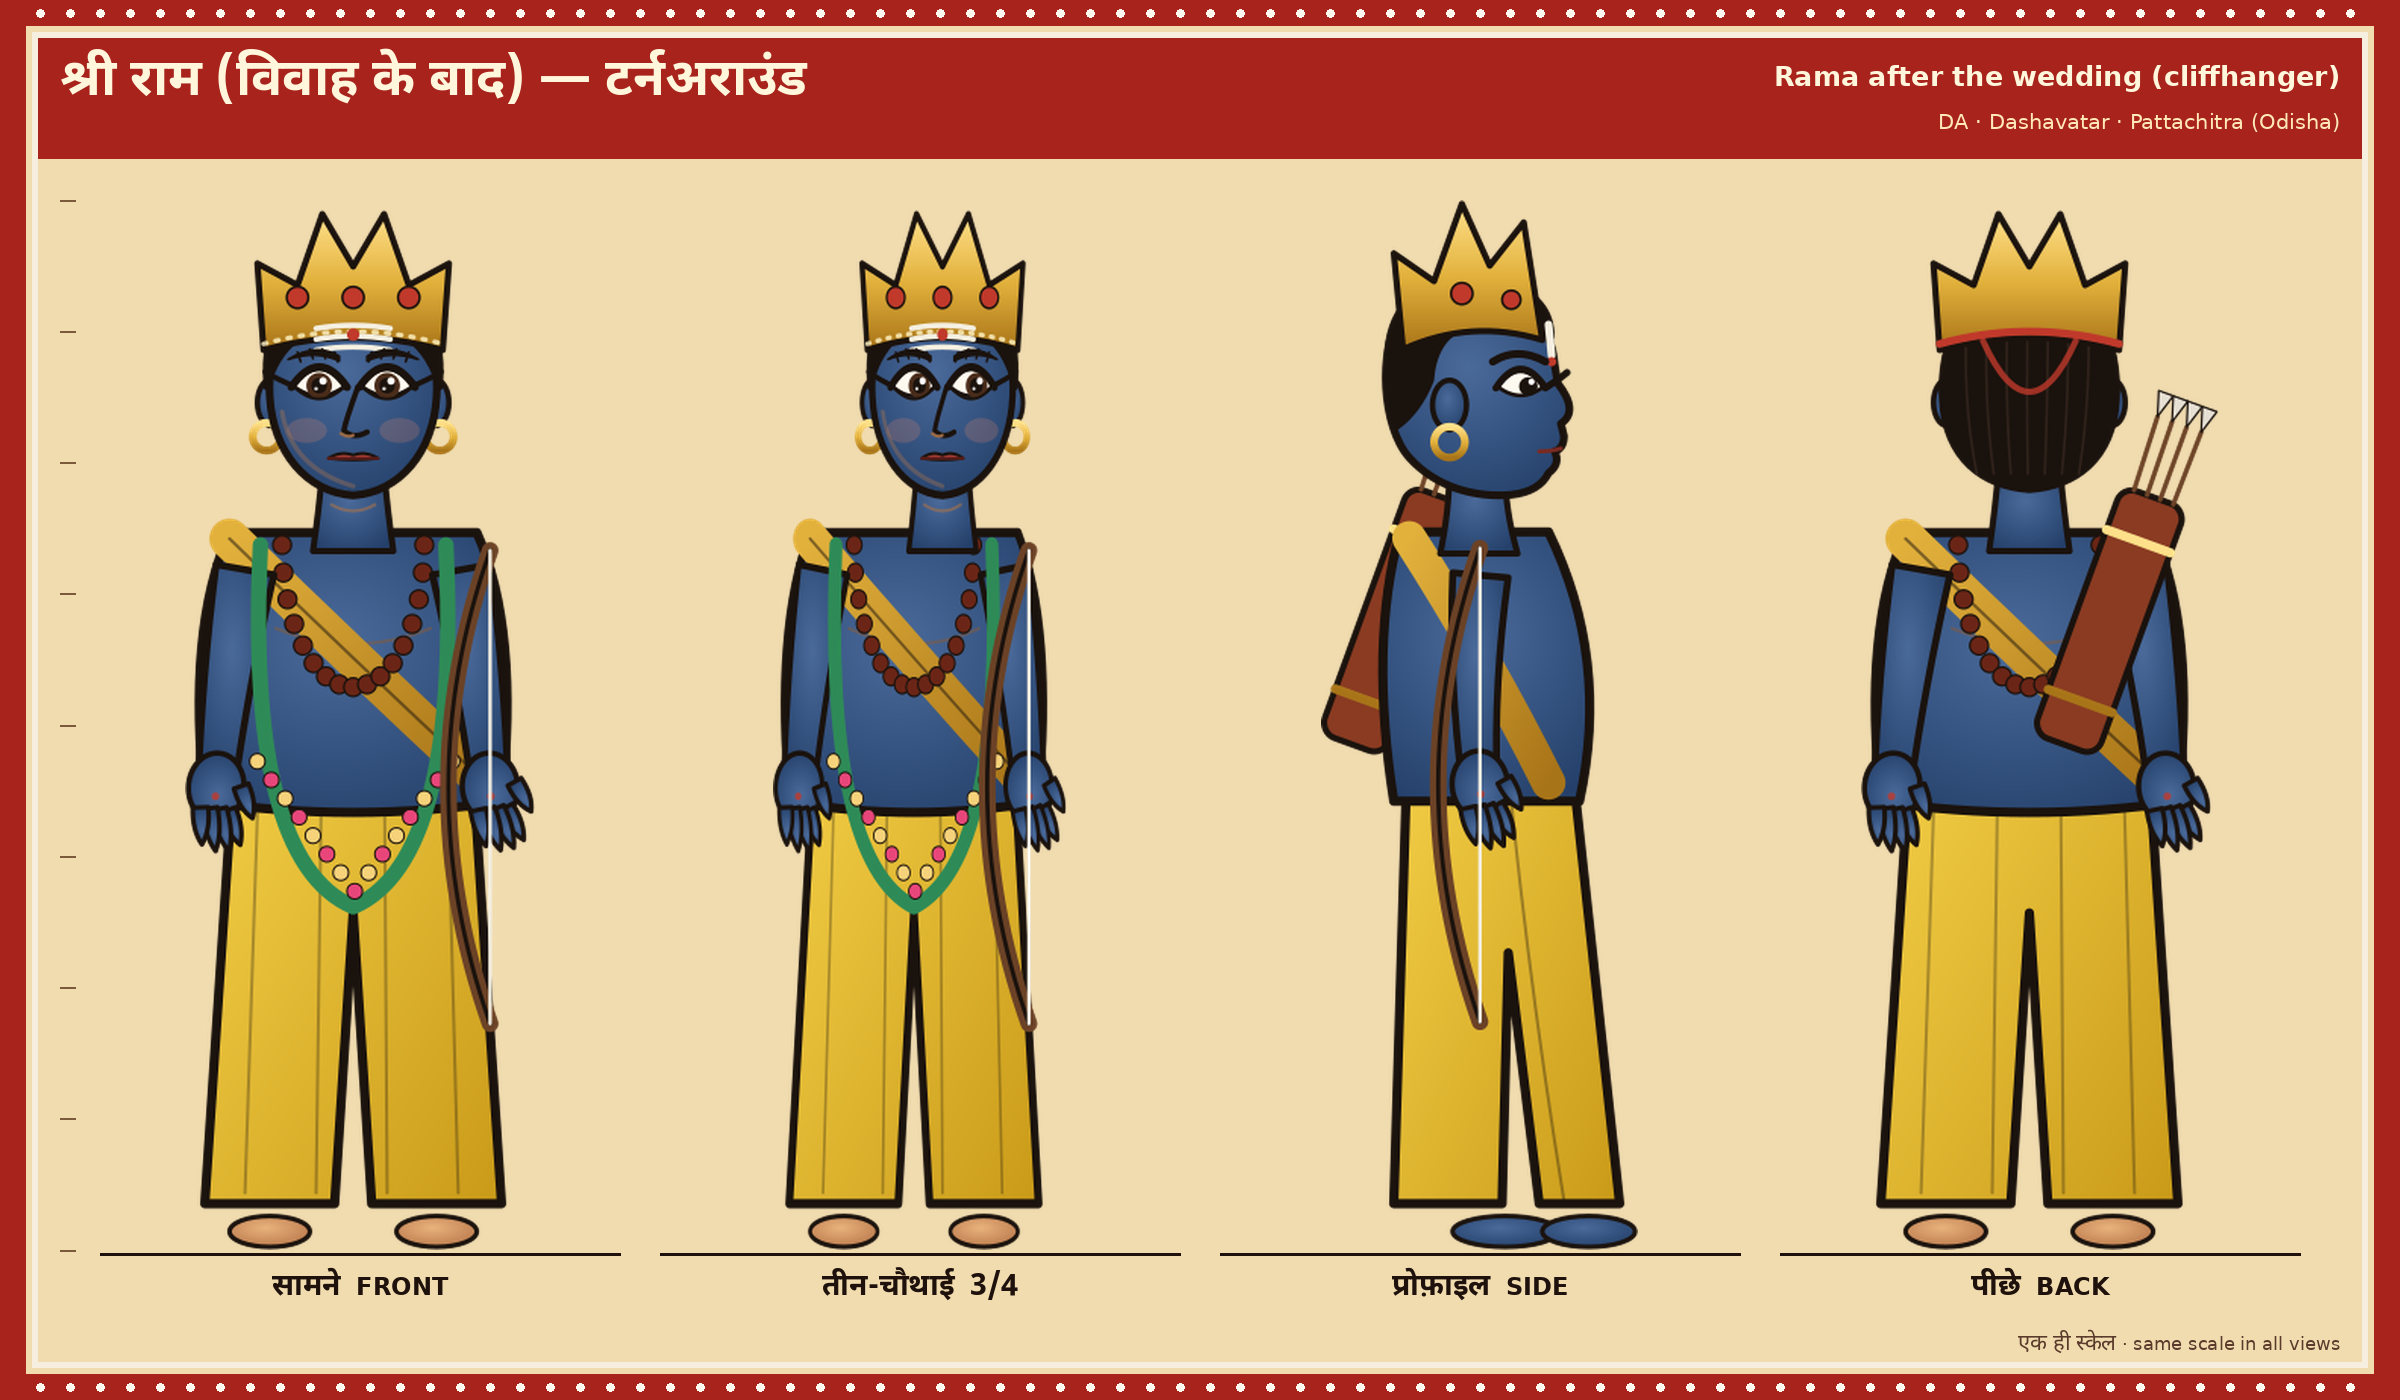 श्री राम (विवाह के बाद) — टर्नअराउंड
Rama after the wedding (cliffhanger)
DA · Dashavatar · Pattachitra (Odisha)
सामने FRONT
तीन-चौथाई 3/4
प्रोफ़ाइल SIDE
पीछे BACK
एक ही स्केल · same scale in all views